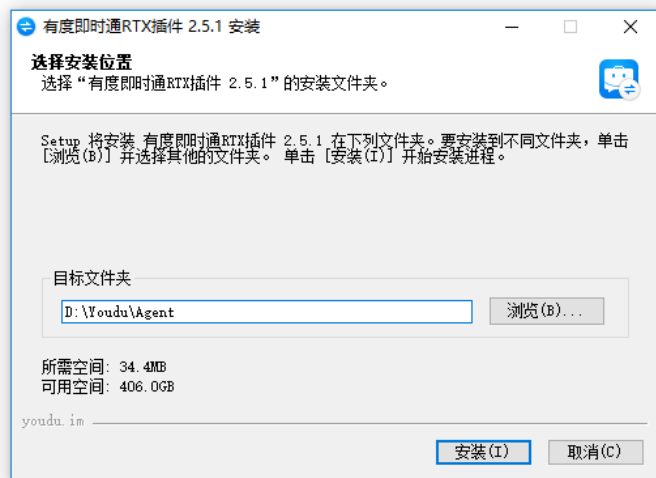 有度即时通RTX插件 2.5.1 安装
选择安装位置
选择“有度即时通RTX插件 2.5.1”的安装文件夹。
Setup 将安装 有度即时通RTX插件 2.5.1 在下列文件夹。要安装到不同文件夹，单击
[浏览(B)] 并选择其他的文件夹。 单击 [安装(I)] 开始安装进程。
目标文件夹
D:\Youdu\Agent
浏览(B)...
所需空间: 34.4MB
可用空间: 406.0GB
youdu.im
安装(I)
取消(C)